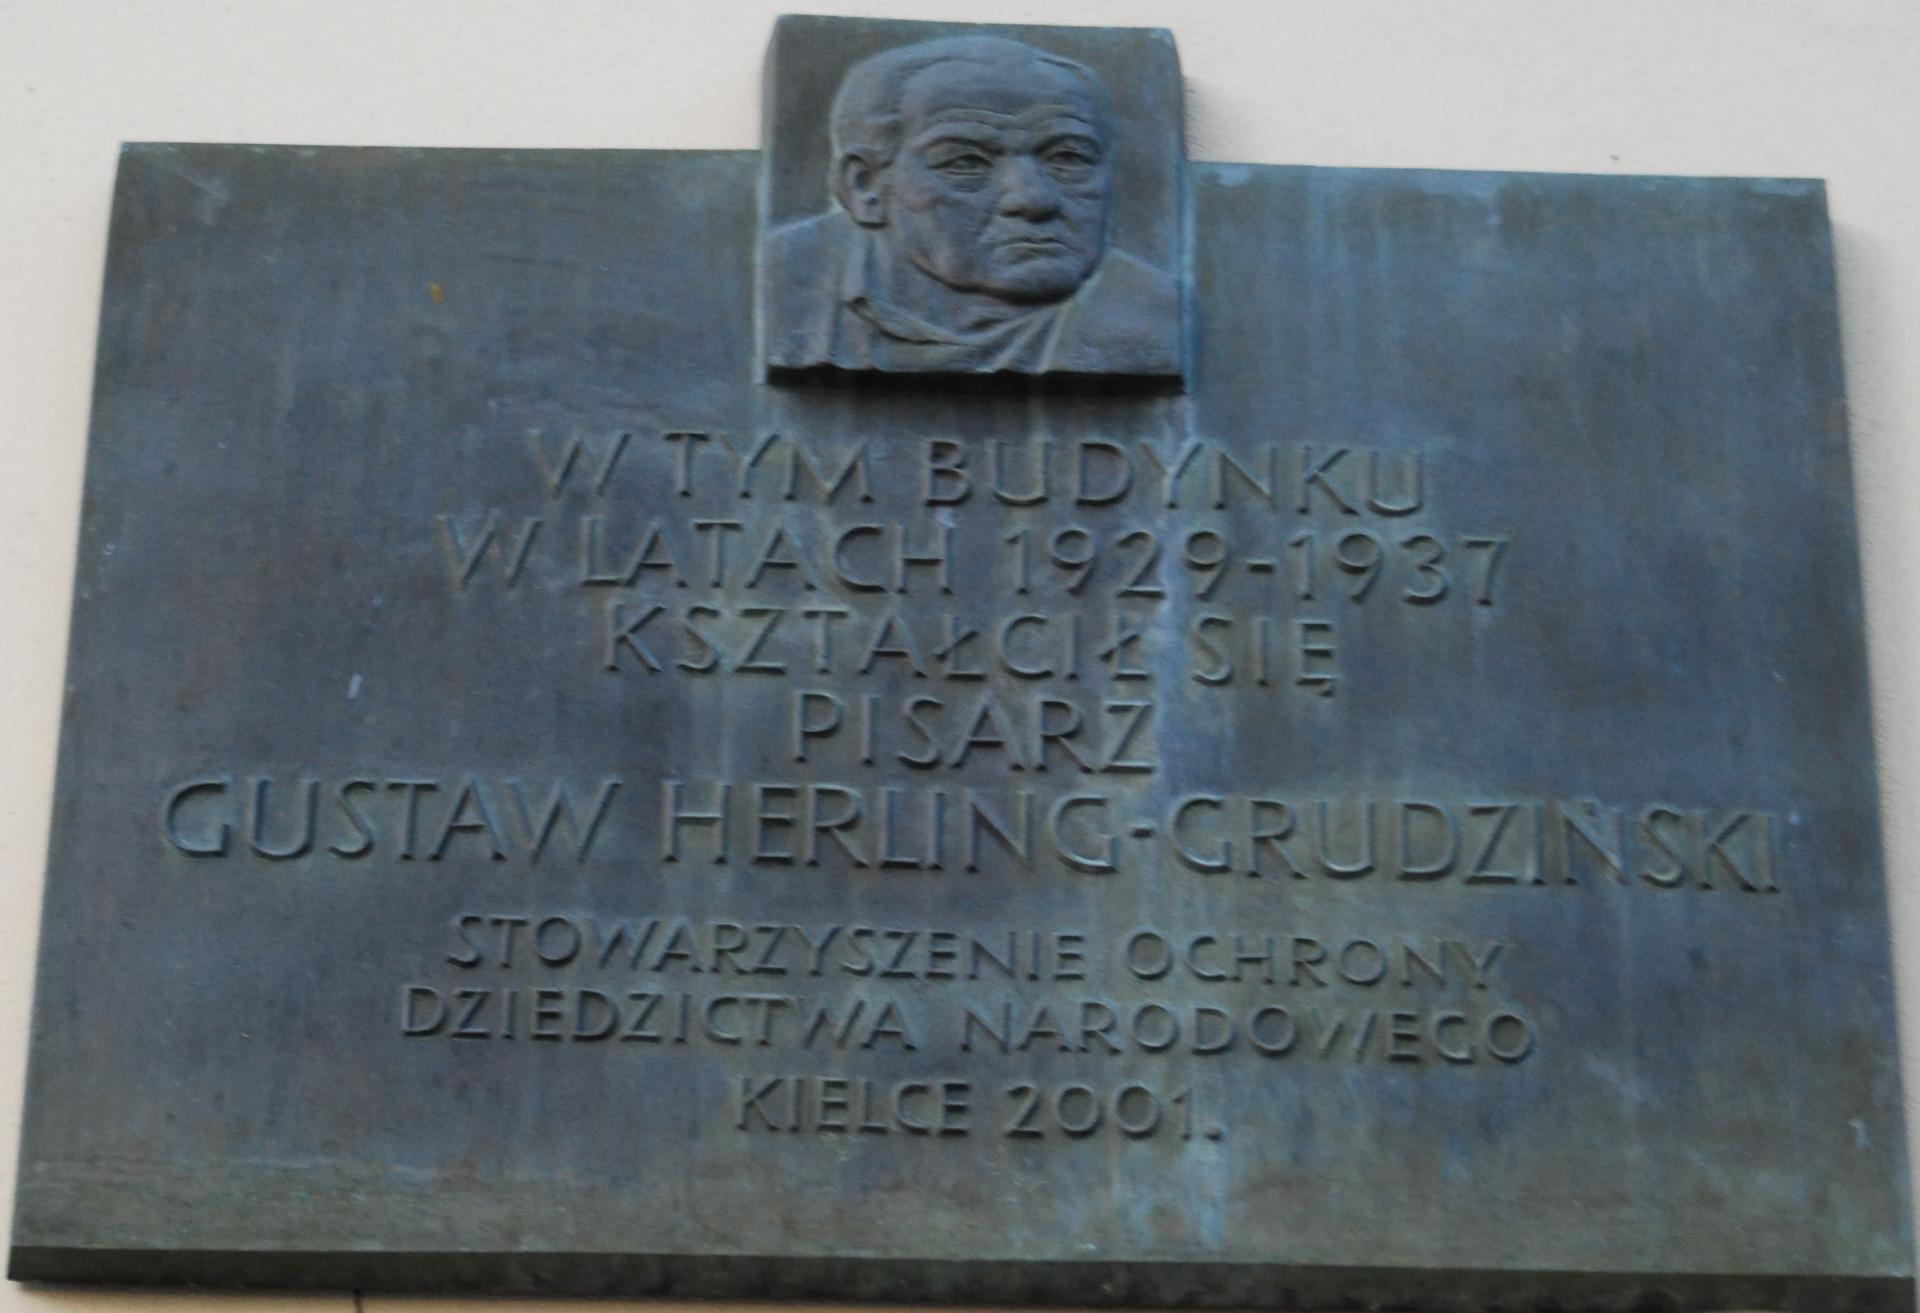 W TYM BUDYNKU
W LATACH 1929-1937
KSZTAŁCIŁ SIĘ
PISARZ
GUSTAW HERLING-GRUDZIŃSKI
STOWARZYSZENIE OCHRONY
DZIEDZICTWA NARODOWEGO
KIELCE 2001.